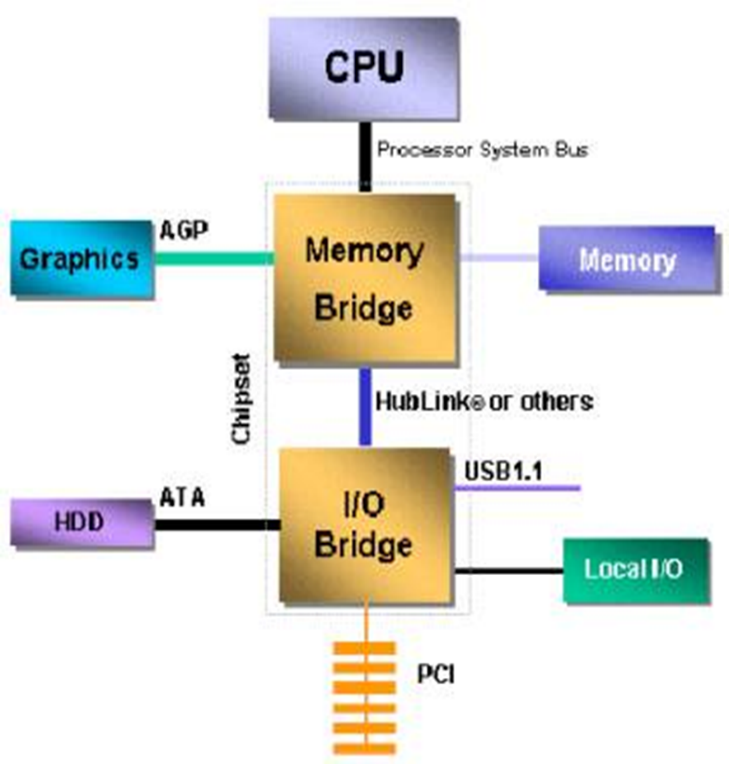 CPU
Processor System Bus
AGP
Graphics
Memory
Bridge
Memory
Chipset
HubLink® or others
USB1.1
ATA
HDD
I/O
Bridge
Local I/O
PCI